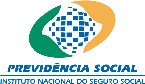 PREVIDÊNCIA SOCIAL
INSTITUTO NACIONAL DO SEGURO SOCIAL